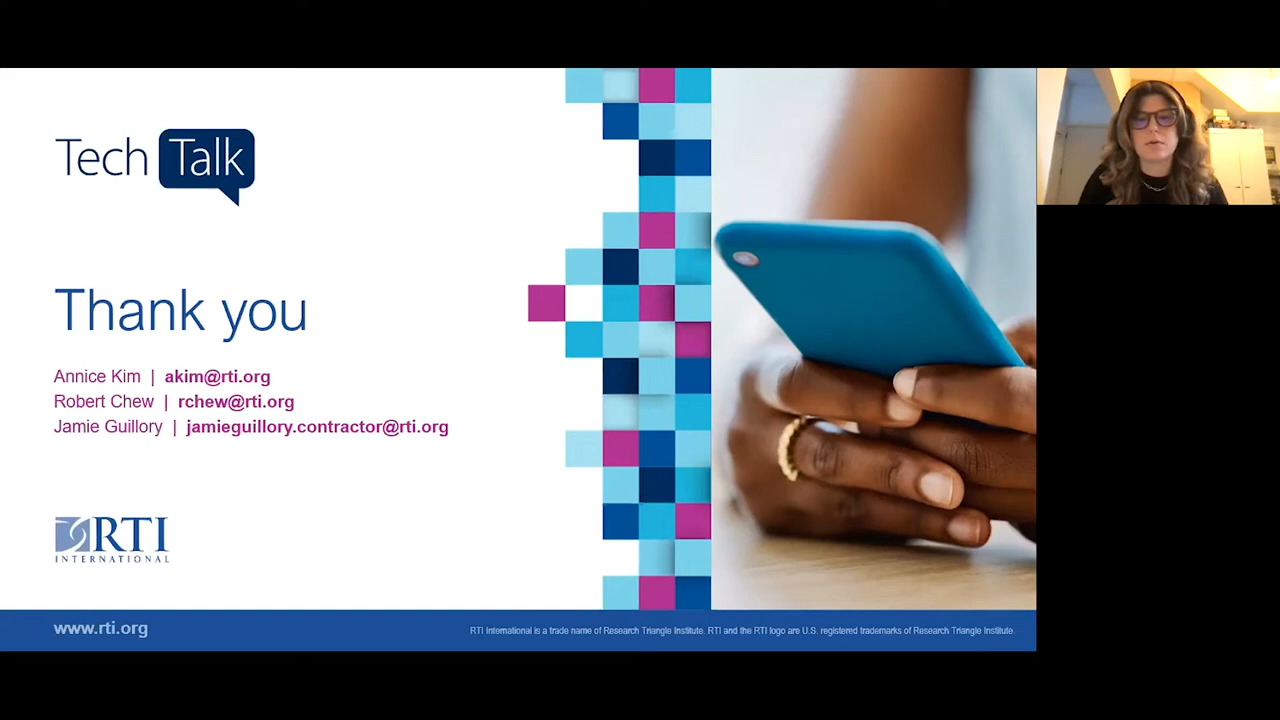 Tech Talk
Thank you
Annice Kim | akim@rti.org
Robert Chew | rchew@rti.org
Jamie Guillory | jamieguillory.contractor@rti.org
RTI
INTERNATIONAL
www.rti.org
RTI International is a trade name of Research Triangle Institute. RTI and the RTI logo are U.S. registered trademarks of Research Triangle Institute.